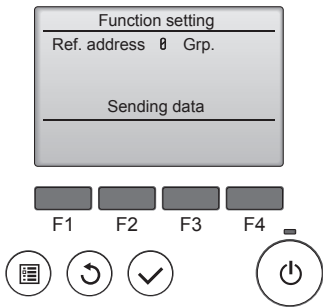 Function setting
Ref. address 0 Grp.
Sending data
F1 F2 F3 F4